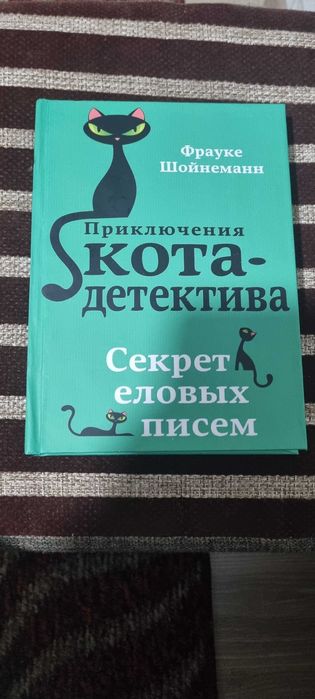 Фрауке
Шойнеманн
Приключения
кота-
детектива
Секрет
еловых
писем